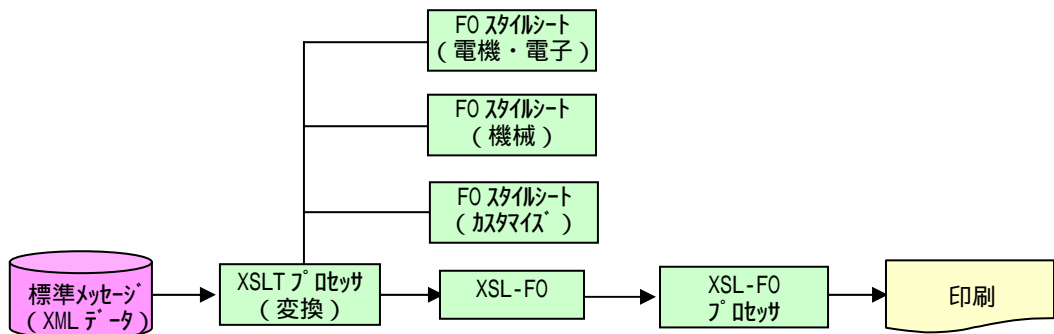 FO ｽﾀｲﾙｼｰﾄ
（電機・電子）
FO ｽﾀｲﾙｼｰﾄ
（機械）
FO ｽﾀｲﾙｼｰﾄ
（ｶｽﾀﾏｲｽﾞ）
標準ﾒｯｾｰｼﾞ
（XML ﾃﾞｰﾀ）
XSLT ﾌﾟﾛｾｯｻ
（変換）
XSL-FO
XSL-FO
ﾌﾟﾛｾｯｻ
印刷